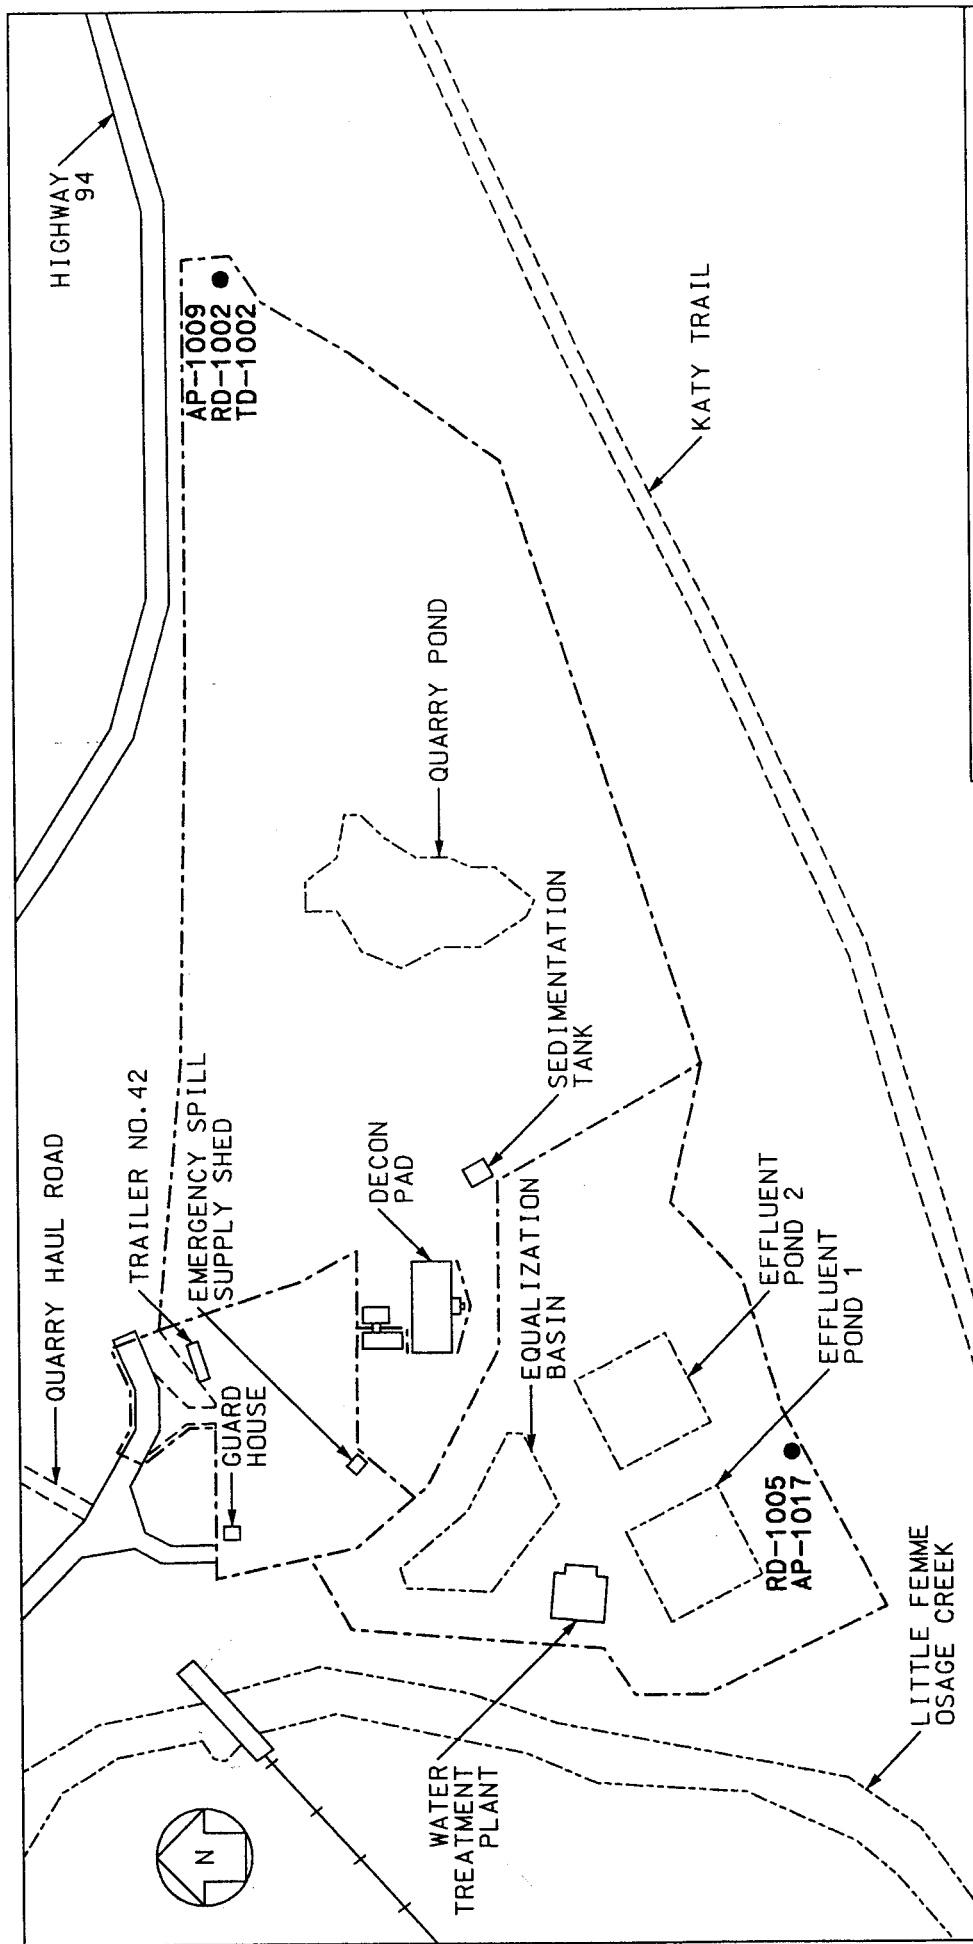 HIGHWAY
94
AP-1009
RD-1002
TD-1002
KATY TRAIL
QUARRY POND
QUARRY HAUL ROAD
TRAILER NO.42
EMERGENCY SPILL
SUPPLY SHED
GUARD
HOUSE
DECON
PAD
SEDIMENTATION
TANK
EQUALIZATION
BASIN
EFFLUENT
POND 2
EFFLUENT
POND 1
RD-1005
AP-1017
WATER
TREATMENT
PLANT
LITTLE FEMME
OSAGE CREEK
N